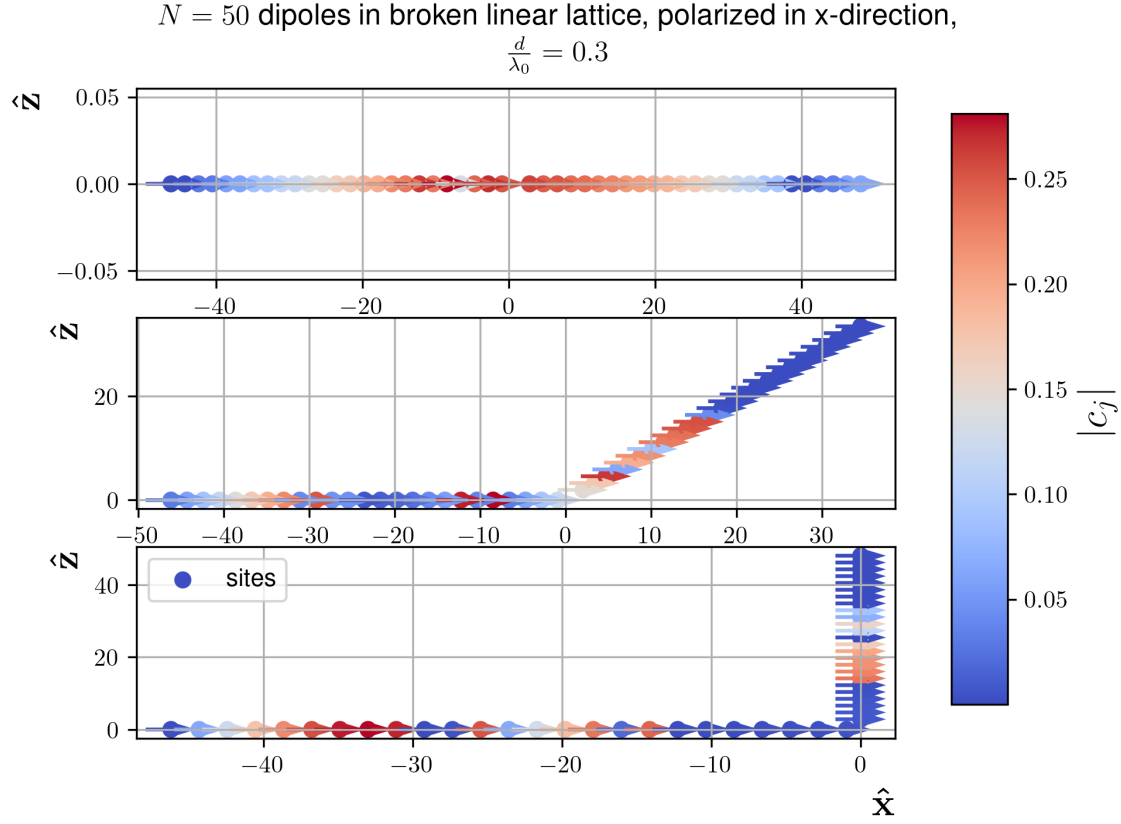 N = 50 dipoles in broken linear lattice, polarized in x-direction,
d/λ₀ = 0.3
ẑ
0.05
0.00
−0.05
−40 −20 0 20 40
ẑ
20
0
−50 −40 −30 −20 −10 0 10 20 30
ẑ
40
20
0
sites
−40 −30 −20 −10 0
x̂
0.25
0.20
0.15
0.10
0.05
|cⱼ|